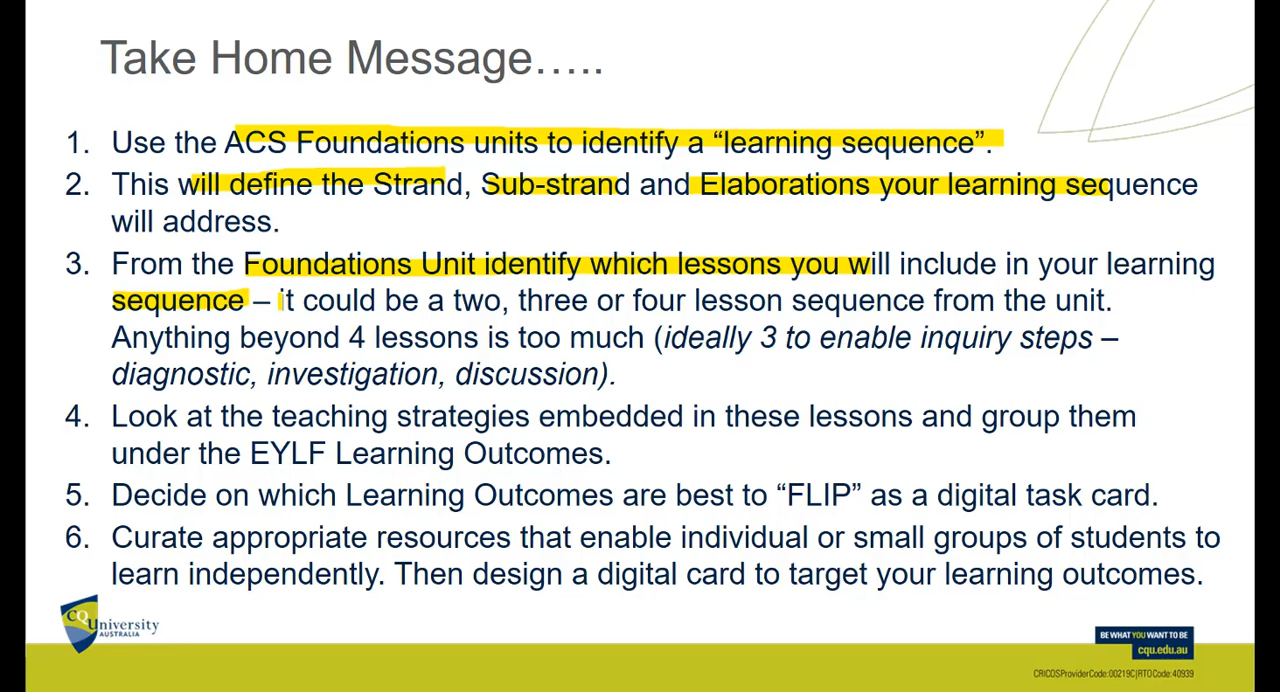 Take Home Message…..
1. Use the ACS Foundations units to identify a “learning sequence”.
2. This will define the Strand, Sub-strand and Elaborations your learning sequence
will address.
3. From the Foundations Unit identify which lessons you will include in your learning
sequence – it could be a two, three or four lesson sequence from the unit.
Anything beyond 4 lessons is too much (ideally 3 to enable inquiry steps –
diagnostic, investigation, discussion).
4. Look at the teaching strategies embedded in these lessons and group them
under the EYLF Learning Outcomes.
5. Decide on which Learning Outcomes are best to “FLIP” as a digital task card.
6. Curate appropriate resources that enable individual or small groups of students to
learn independently. Then design a digital card to target your learning outcomes.
CQUniversity
AUSTRALIA
BE WHAT YOU WANT TO BE
cqu.edu.au
CRICOSProviderCode:00219C|RTOCode:40939